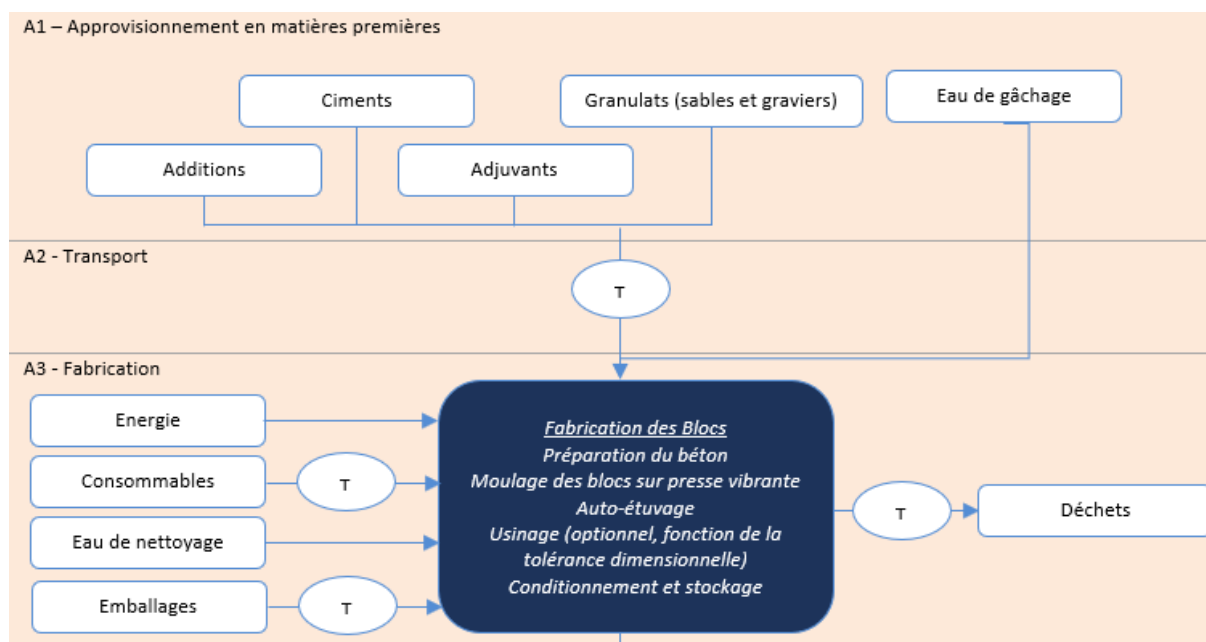 A1 – Approvisionnement en matières premières
Ciments
Granulats (sables et graviers)
Eau de gâchage
Additions
Adjuvants
A2 - Transport
T
A3 - Fabrication
Energie
Consommables
T
Eau de nettoyage
Emballages
T
Fabrication des Blocs
Préparation du béton
Moulage des blocs sur presse vibrante
Auto-étuvage
Usinage (optionnel, fonction de la
tolérance dimensionnelle)
Conditionnement et stockage
T
Déchets